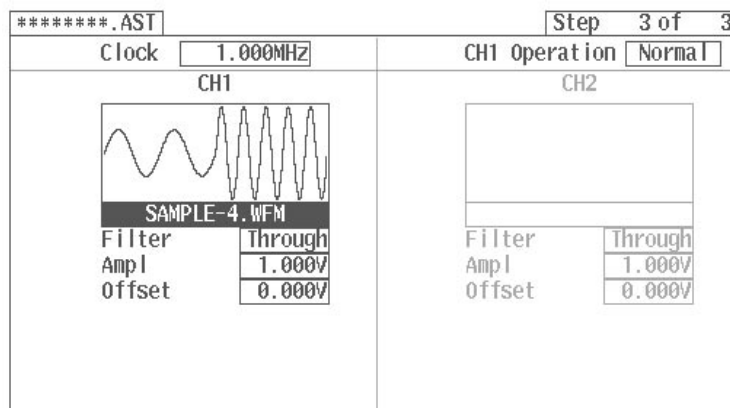 ********.AST Step 3 of 3
Clock 1.000MHz CH1 Operation Normal
CH1 CH2
SAMPLE-4.WFM
Filter Through Filter Through
Ampl 1.000V Ampl 1.000V
Offset 0.000V Offset 0.000V